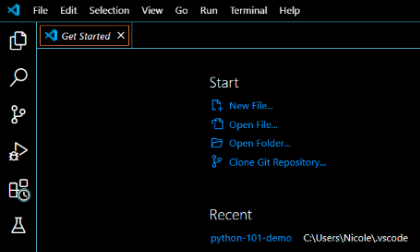 File Edit Selection View Go Run Terminal Help
Get Started
Start
New File...
Open File...
Open Folder...
Clone Git Repository...
Recent
python-101-demo C:\Users\Nicole\.vscode